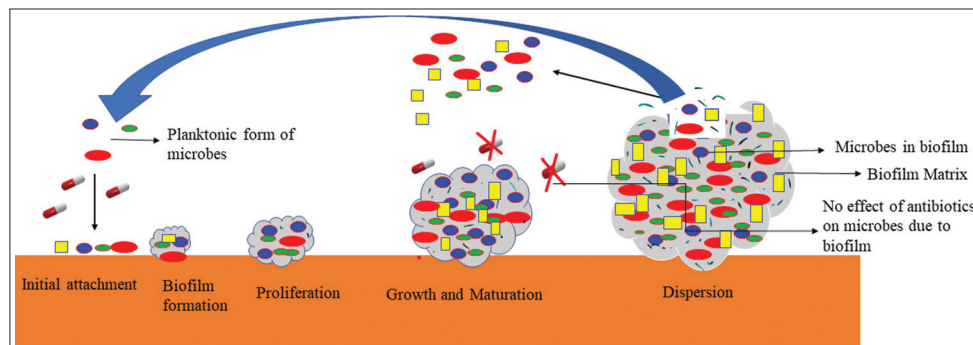 Planktonic form of
microbes
Microbes in biofilm
Biofilm Matrix
No effect of antibiotics
on microbes due to
biofilm
Initial attachment
Biofilm
formation
Proliferation
Growth and Maturation
Dispersion